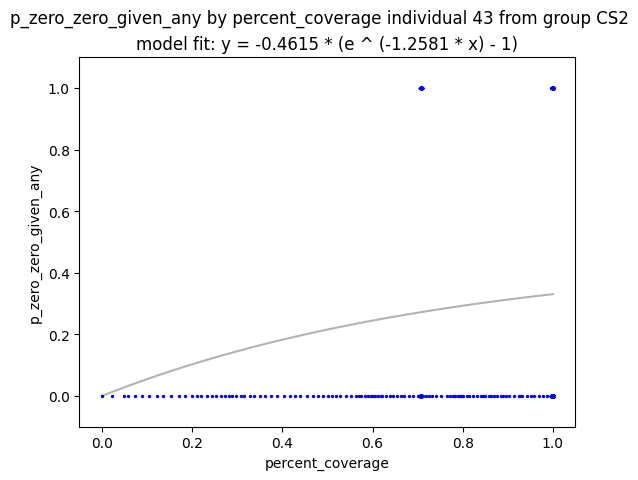 p_zero_zero_given_any by percent_coverage individual 43 from group CS2
model fit: y = -0.4615 * (e ^ (-1.2581 * x) - 1)
1.0
0.8
0.6
0.4
0.2
0.0
p_zero_zero_given_any
0.0 0.2 0.4 0.6 0.8 1.0
percent_coverage